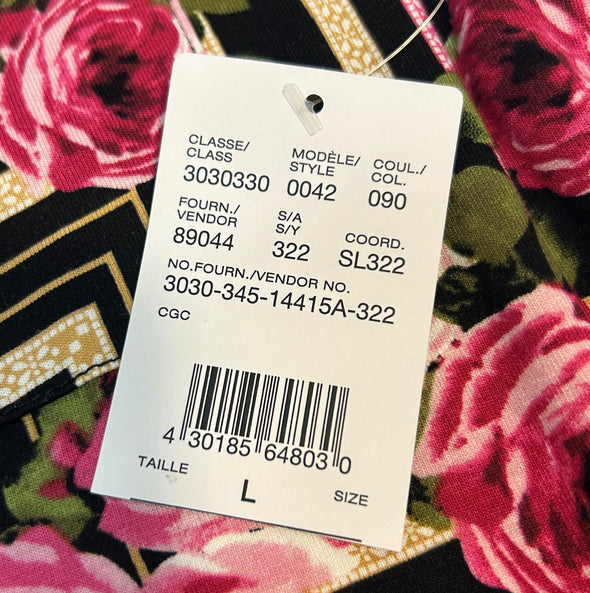 CLASSE/ MODÈLE/ COUL./
CLASS STYLE COL.
3030330 0042 090
FOURN./ S/A
VENDOR S/Y COORD.
89044 322 SL322
NO.FOURN./VENDOR NO.
3030-345-14415A-322
CGC
4 30185 64803 0
TAILLE L SIZE